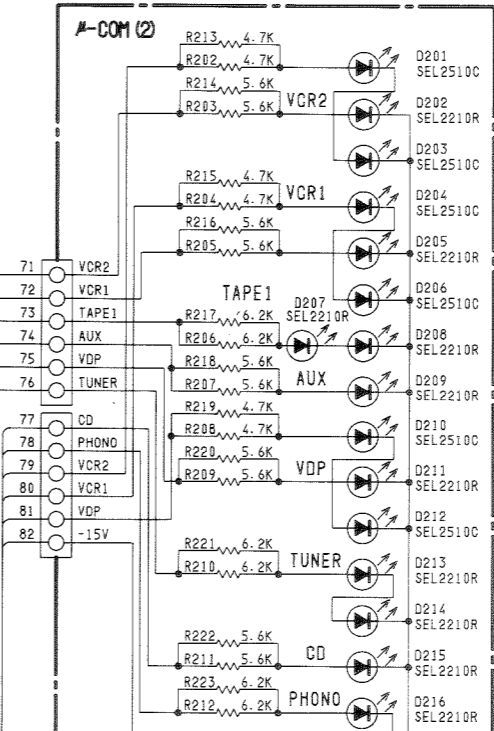 μ-COM (2)
R213 4.7K
R202 4.7K
D201
SEL2510C
R214 5.6K
R203 5.6K
VCR2
D202
SEL2210R
D203
SEL2510C
R215 4.7K
R204 4.7K
VCR1
D204
SEL2510C
R216 5.6K
R205 5.6K
D205
SEL2210R
71 VCR2
72 VCR1
73 TAPE1
74 AUX
75 VDP
76 TUNER
D206
SEL2510C
TAPE1
R217 6.2K
R206 6.2K
D207
SEL2210R
D208
SEL2210R
R218 5.6K
R207 5.6K
AUX
D209
SEL2210R
77 CD
78 PHONO
79 VCR2
80 VCR1
81 VDP
82 -15V
R219 4.7K
R208 4.7K
D210
SEL2510C
R220 5.6K
R209 5.6K
VDP
D211
SEL2210R
D212
SEL2510C
R221 6.2K
R210 6.2K
TUNER
D213
SEL2210R
D214
SEL2210R
R222 5.6K
R211 5.6K
CD
D215
SEL2210R
R223 6.2K
R212 6.2K
PHONO
D216
SEL2210R